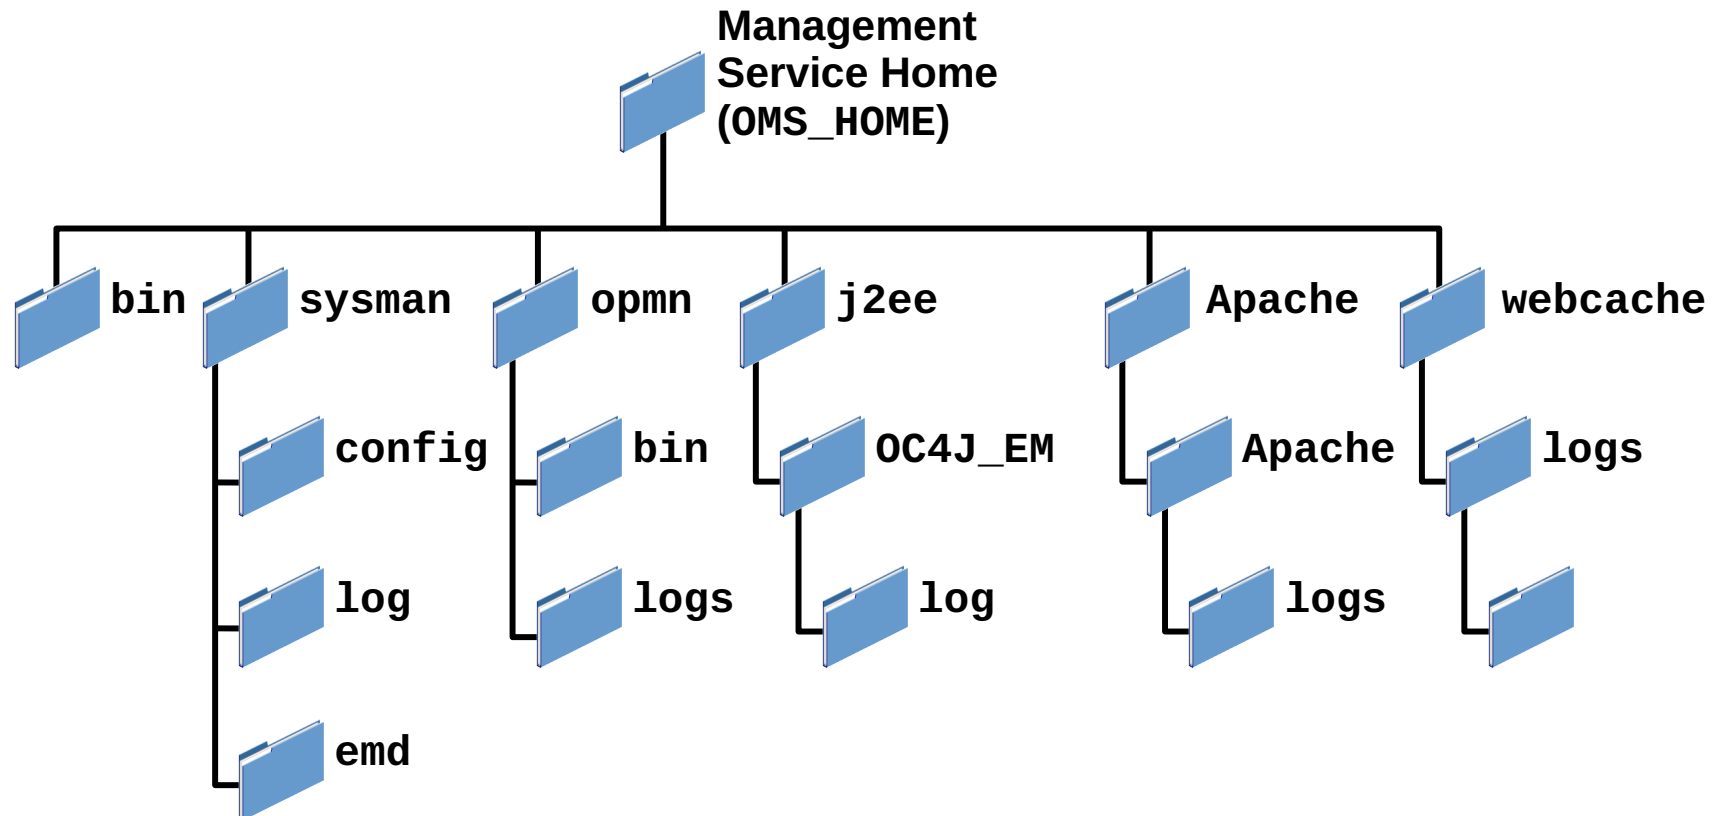 Management
Service Home
(OMS_HOME)
bin sysman opmn j2ee Apache webcache
config bin OC4J_EM Apache logs
log logs log logs
emd